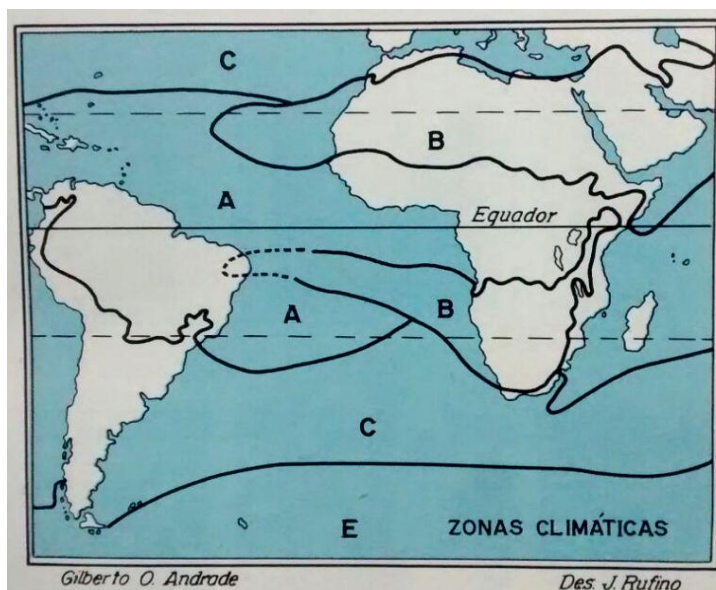 C
B
A
Equador
A
B
C
E
ZONAS CLIMÁTICAS
Gilberto O. Andrade
Des. J. Rufino